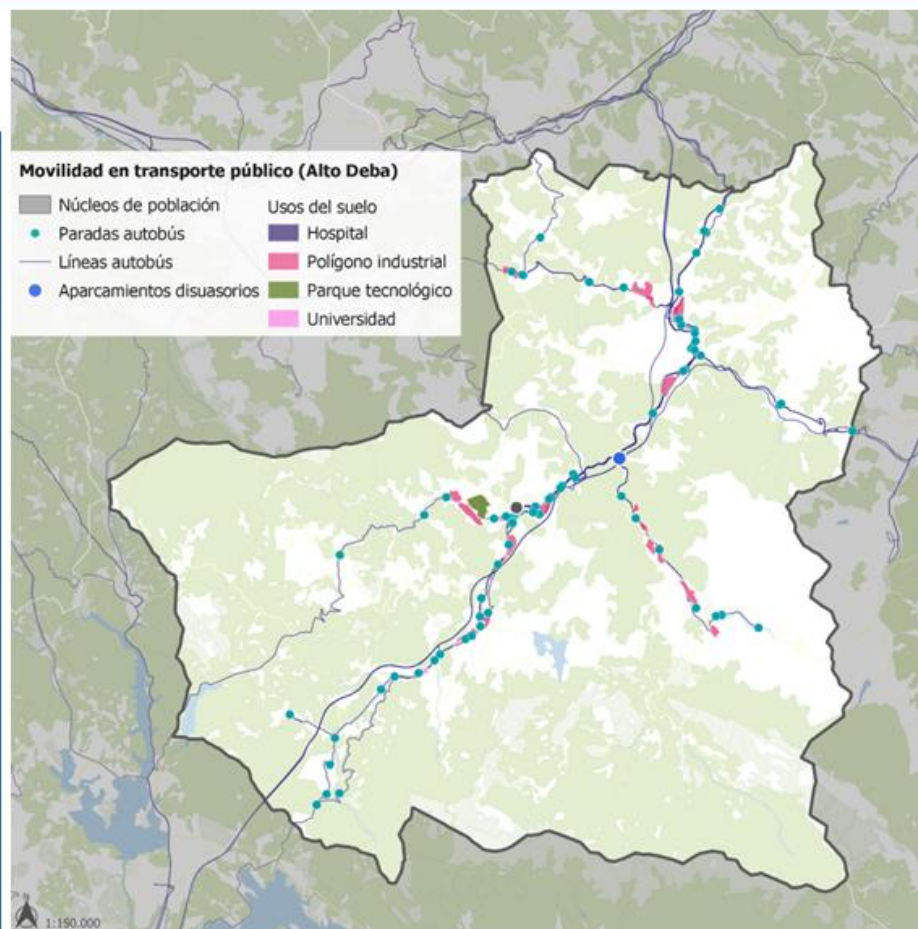 Movilidad en transporte público (Alto Deba)
Núcleos de población
Paradas autobús
Líneas autobús
Aparcamientos disuasorios
Usos del suelo
Hospital
Polígono industrial
Parque tecnológico
Universidad
N
1:150.000